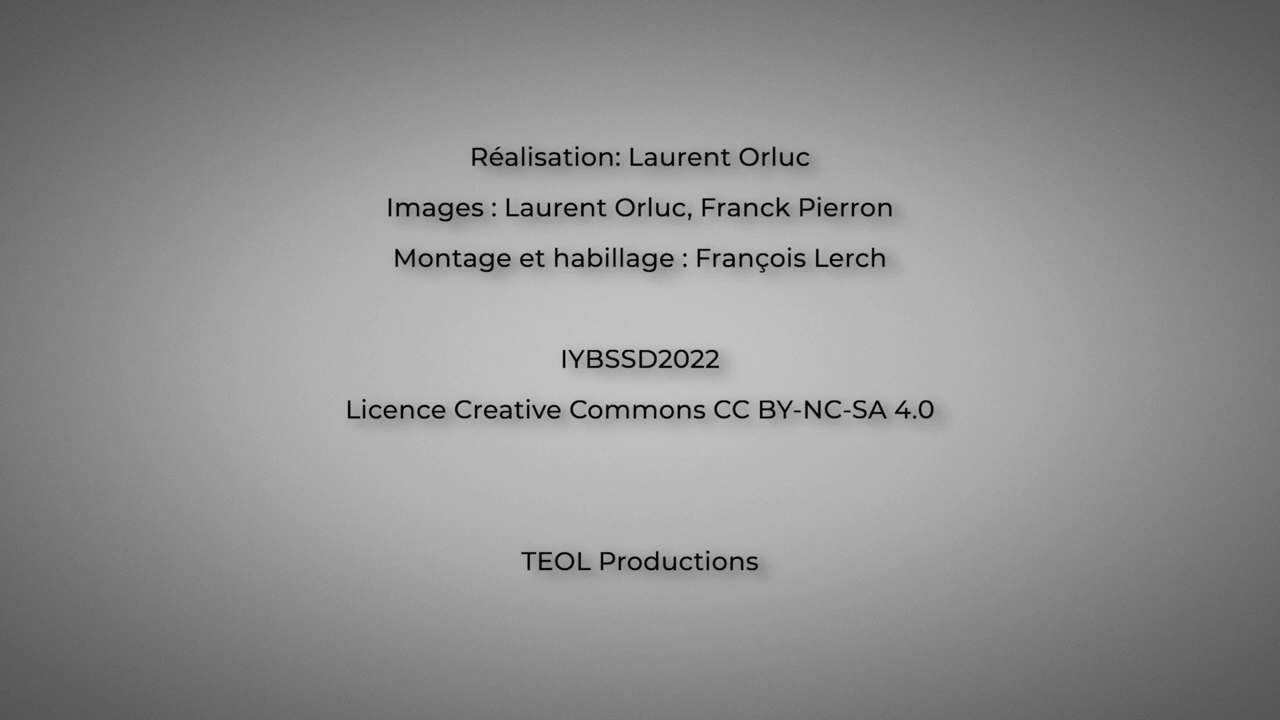 Réalisation: Laurent Orluc
Images : Laurent Orluc, Franck Pierron
Montage et habillage : François Lerch
IYBSSD2022
Licence Creative Commons CC BY-NC-SA 4.0
TEOL Productions